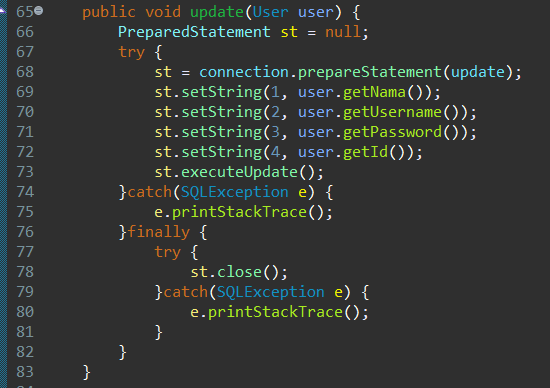 65 public void update(User user) {
66 PreparedStatement st = null;
67 try {
68 st = connection.prepareStatement(update);
69 st.setString(1, user.getNama());
70 st.setString(2, user.getUsername());
71 st.setString(3, user.getPassword());
72 st.setString(4, user.getId());
73 st.executeUpdate();
74 }catch(SQLException e) {
75 e.printStackTrace();
76 }finally {
77 try {
78 st.close();
79 }catch(SQLException e) {
80 e.printStackTrace();
81 }
82 }
83 }